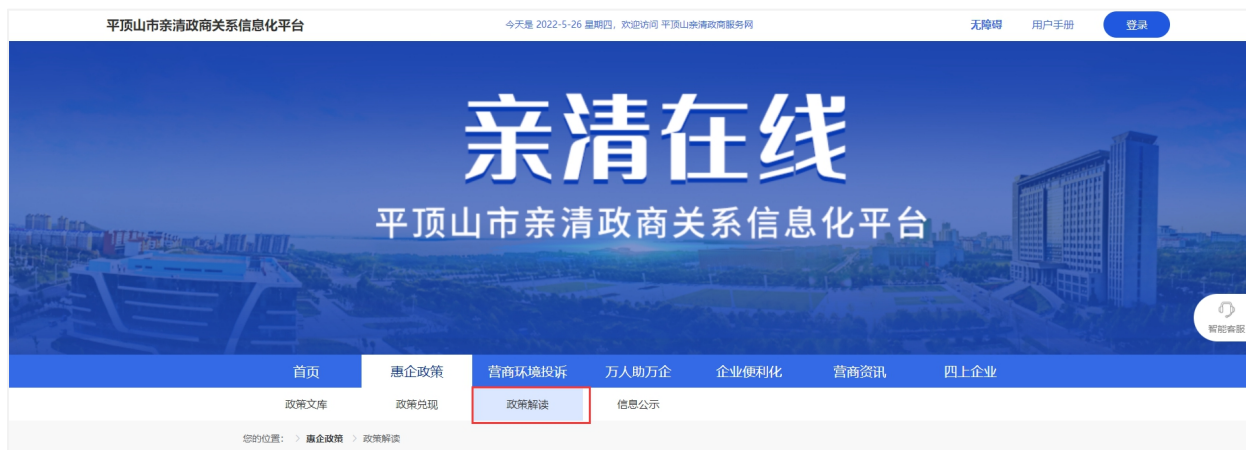 平顶山市亲清政商关系信息化平台 今天是 2022-5-26 星期四，欢迎访问 平顶山亲清政商服务网 无障碍 用户手册 登录
亲清在线
平顶山市亲清政商关系信息化平台
智能客服
首页 惠企政策 营商环境投诉 万人助万企 企业便利化 营商资讯 四上企业
政策文库 政策兑现 政策解读 信息公示
您的位置： > 惠企政策 > 政策解读